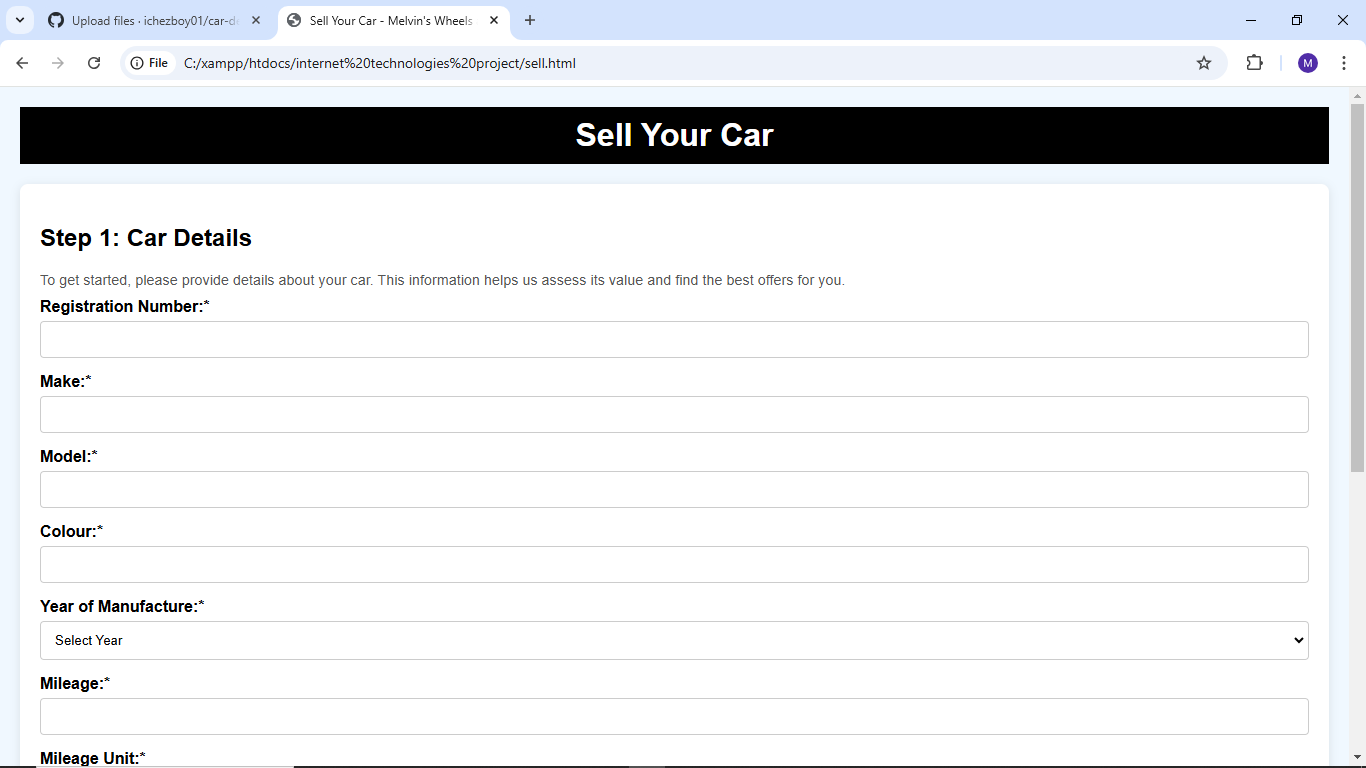 Upload files · ichezboy01/car-de
Sell Your Car - Melvin's Wheels
File
C:/xampp/htdocs/internet%20technologies%20project/sell.html
M
Sell Your Car
Step 1: Car Details
To get started, please provide details about your car. This information helps us assess its value and find the best offers for you.
Registration Number:*
Make:*
Model:*
Colour:*
Year of Manufacture:*
Select Year
Mileage:*
Mileage Unit:*